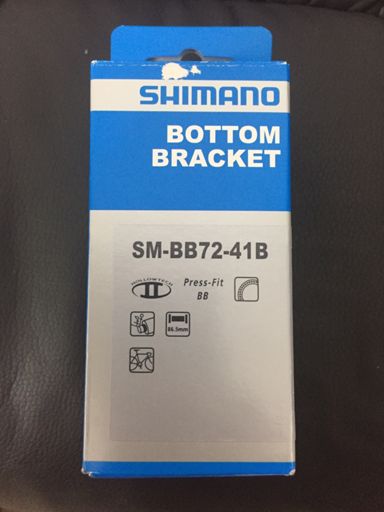 SHIMANO
BOTTOM
BRACKET
SM-BB72-41B
HOLLOWTECH
II
Press-Fit
BB
86.5mm